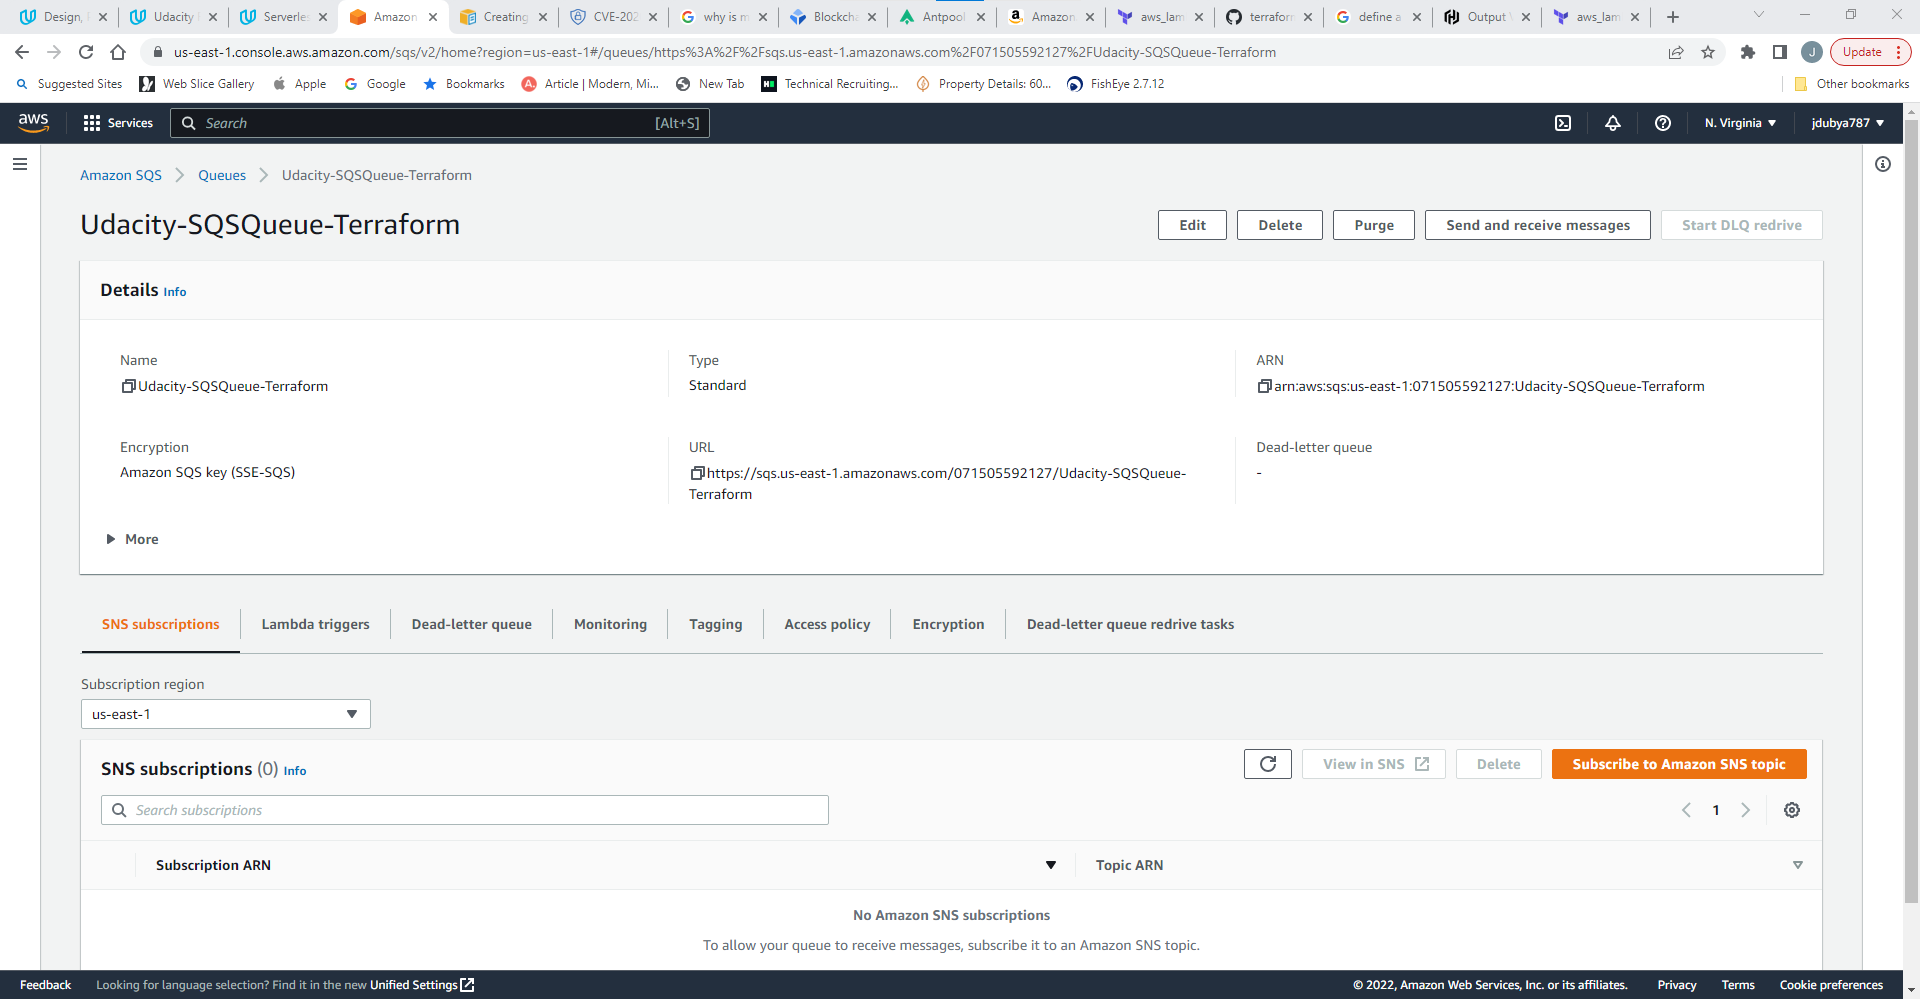 Design,
Udacity
Serverles
Amazon
Creating
CVE-202
why is m
Blockcha
Antpool
Amazon
aws_lam
terraform
define a
Output
aws_lam
us-east-1.console.aws.amazon.com/sqs/v2/home?region=us-east-1#/queues/https%3A%2F%2Fsqs.us-east-1.amazonaws.com%2F071505592127%2FUdacity-SQSQueue-Terraform
J
Update
Suggested Sites
Web Slice Gallery
Apple
Google
Bookmarks
Article | Modern, Mi...
New Tab
Technical Recruiting...
Property Details: 60...
FishEye 2.7.12
Other bookmarks
aws
Services
Search
[Alt+S]
N. Virginia
jdubya787
Amazon SQS
Queues
Udacity-SQSQueue-Terraform
Udacity-SQSQueue-Terraform
Edit
Delete
Purge
Send and receive messages
Start DLQ redrive
Details Info
Name
Udacity-SQSQueue-Terraform
Type
Standard
ARN
arn:aws:sqs:us-east-1:071505592127:Udacity-SQSQueue-Terraform
Encryption
Amazon SQS key (SSE-SQS)
URL
https://sqs.us-east-1.amazonaws.com/071505592127/Udacity-SQSQueue-
Terraform
Dead-letter queue
-
More
SNS subscriptions
Lambda triggers
Dead-letter queue
Monitoring
Tagging
Access policy
Encryption
Dead-letter queue redrive tasks
Subscription region
us-east-1
SNS subscriptions (0) Info
View in SNS
Delete
Subscribe to Amazon SNS topic
Search subscriptions
1
Subscription ARN
Topic ARN
No Amazon SNS subscriptions
To allow your queue to receive messages, subscribe it to an Amazon SNS topic.
Feedback
Looking for language selection? Find it in the new Unified Settings
© 2022, Amazon Web Services, Inc. or its affiliates.
Privacy
Terms
Cookie preferences